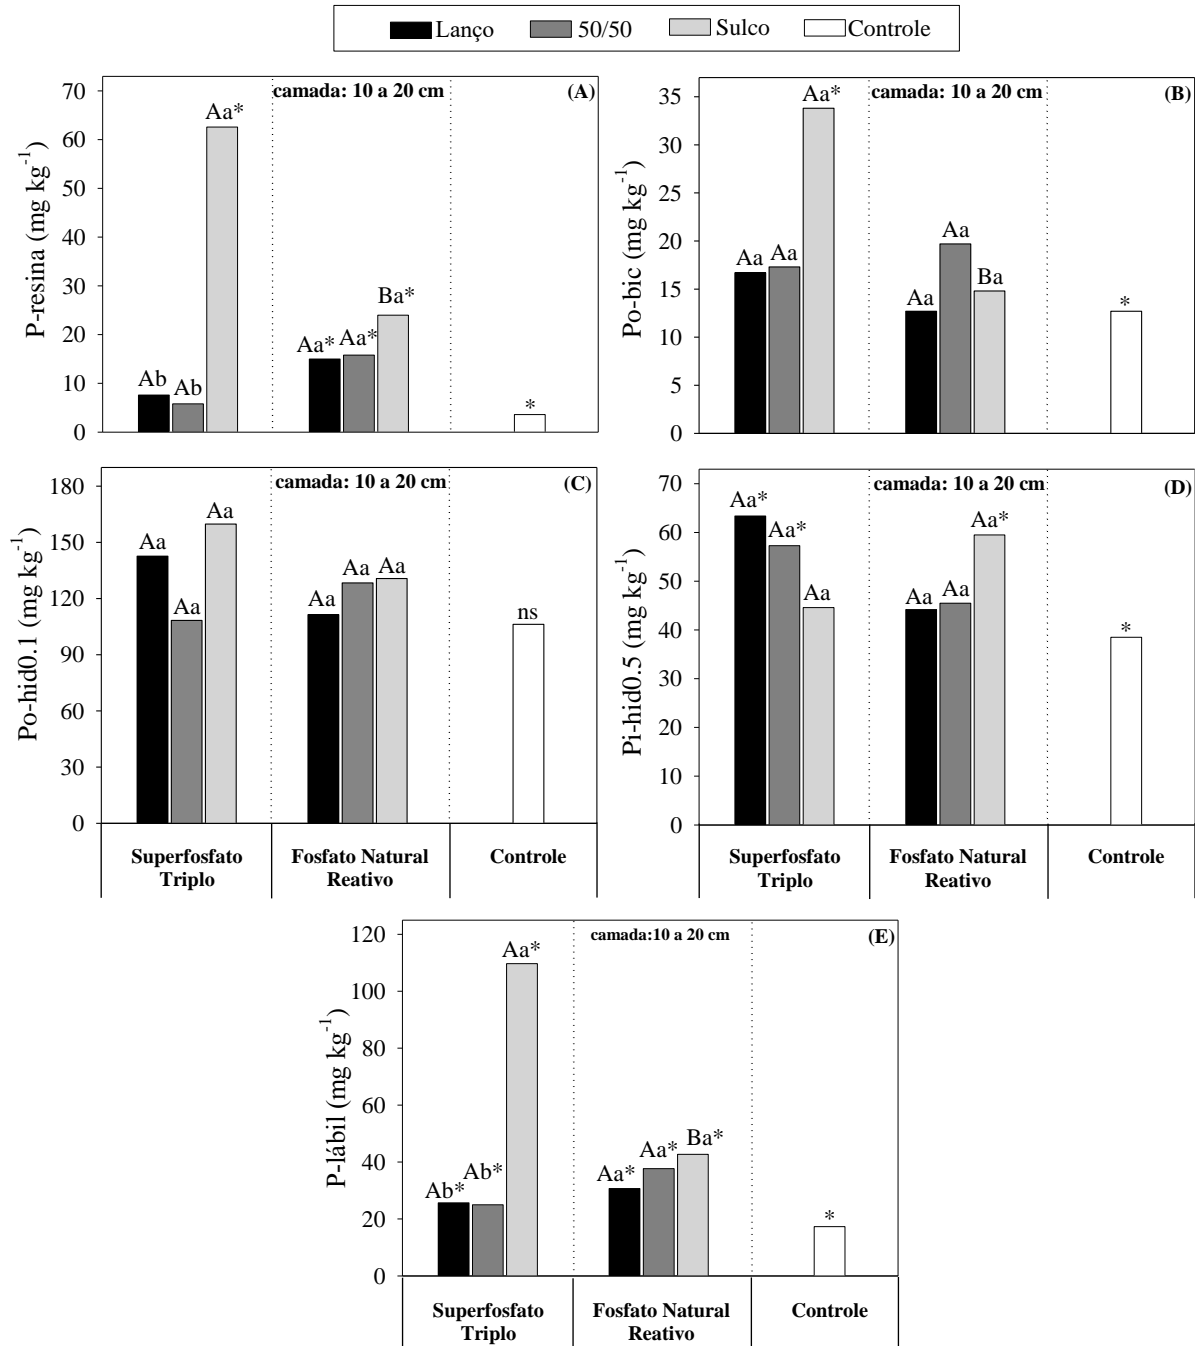 Lanço 50/50 Sulco Controle
camada: 10 a 20 cm (A)
P-resina (mg kg⁻¹)
70
60
50
40
30
20
10
0
Ab Ab Aa*
Aa* Aa* Ba*
*
camada: 10 a 20 cm (B)
Po-bic (mg kg⁻¹)
35
30
25
20
15
10
5
0
Aa Aa Aa*
Aa Aa Ba
*
camada: 10 a 20 cm (C)
Po-hid0.1 (mg kg⁻¹)
180
150
120
90
60
30
0
Aa Aa Aa
Aa Aa Aa
ns
Superfosfato
Triplo
Fosfato Natural
Reativo
Controle
camada: 10 a 20 cm (D)
Pi-hid0.5 (mg kg⁻¹)
70
60
50
40
30
20
10
0
Aa* Aa* Aa
Aa Aa Aa*
*
Superfosfato
Triplo
Fosfato Natural
Reativo
Controle
camada:10 a 20 cm (E)
P-lábil (mg kg⁻¹)
120
100
80
60
40
20
0
Ab* Ab* Aa*
Aa* Aa* Ba*
*
Superfosfato
Triplo
Fosfato Natural
Reativo
Controle